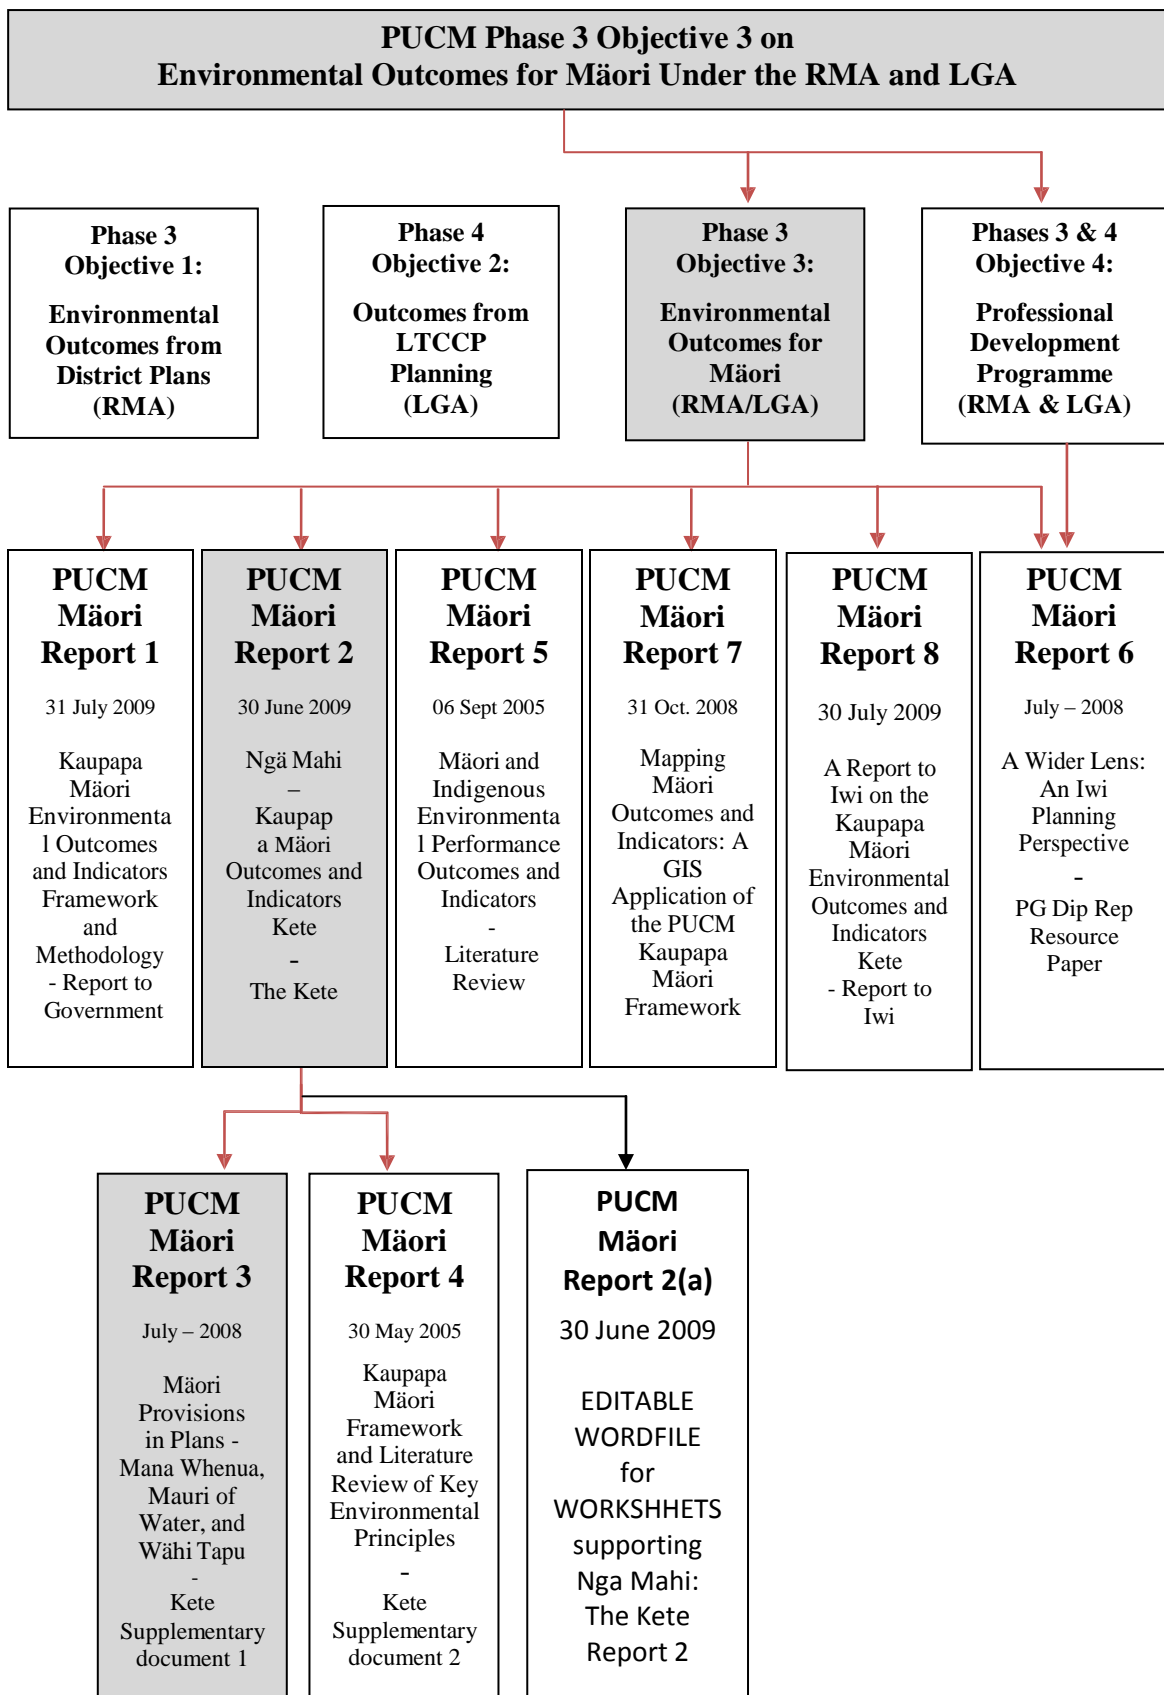 PUCM Phase 3 Objective 3 on
Environmental Outcomes for Mäori Under the RMA and LGA
Phase 3
Objective 1:
Environmental
Outcomes from
District Plans
(RMA)
Phase 4
Objective 2:
Outcomes from
LTCCP
Planning
(LGA)
Phase 3
Objective 3:
Environmental
Outcomes for
Mäori
(RMA/LGA)
Phases 3 & 4
Objective 4:
Professional
Development
Programme
(RMA & LGA)
PUCM
Mäori
Report 1
31 July 2009
Kaupapa
Mäori
Environmenta
l Outcomes
and Indicators
Framework
and
Methodology
- Report to
Government
PUCM
Mäori
Report 2
30 June 2009
Ngä Mahi
–
Kaupap
a Mäori
Outcomes and
Indicators
Kete
-
The Kete
PUCM
Mäori
Report 5
06 Sept 2005
Mäori and
Indigenous
Environmenta
l Performance
Outcomes and
Indicators
-
Literature
Review
PUCM
Mäori
Report 7
31 Oct. 2008
Mapping
Mäori
Outcomes and
Indicators: A
GIS
Application of
the PUCM
Kaupapa
Mäori
Framework
PUCM
Mäori
Report 8
30 July 2009
A Report to
Iwi on the
Kaupapa
Mäori
Environmental
Outcomes and
Indicators
Kete
- Report to
Iwi
PUCM
Mäori
Report 6
July – 2008
A Wider Lens:
An Iwi
Planning
Perspective
-
PG Dip Rep
Resource
Paper
PUCM
Mäori
Report 3
July – 2008
Mäori
Provisions
in Plans -
Mana Whenua,
Mauri of
Water, and
Wähi Tapu
-
Kete
Supplementary
document 1
PUCM
Mäori
Report 4
30 May 2005
Kaupapa
Mäori
Framework
and Literature
Review of Key
Environmental
Principles
-
Kete
Supplementary
document 2
PUCM
Mäori
Report 2(a)
30 June 2009
EDITABLE
WORDFILE
for
WORKSHHETS
supporting
Nga Mahi:
The Kete
Report 2